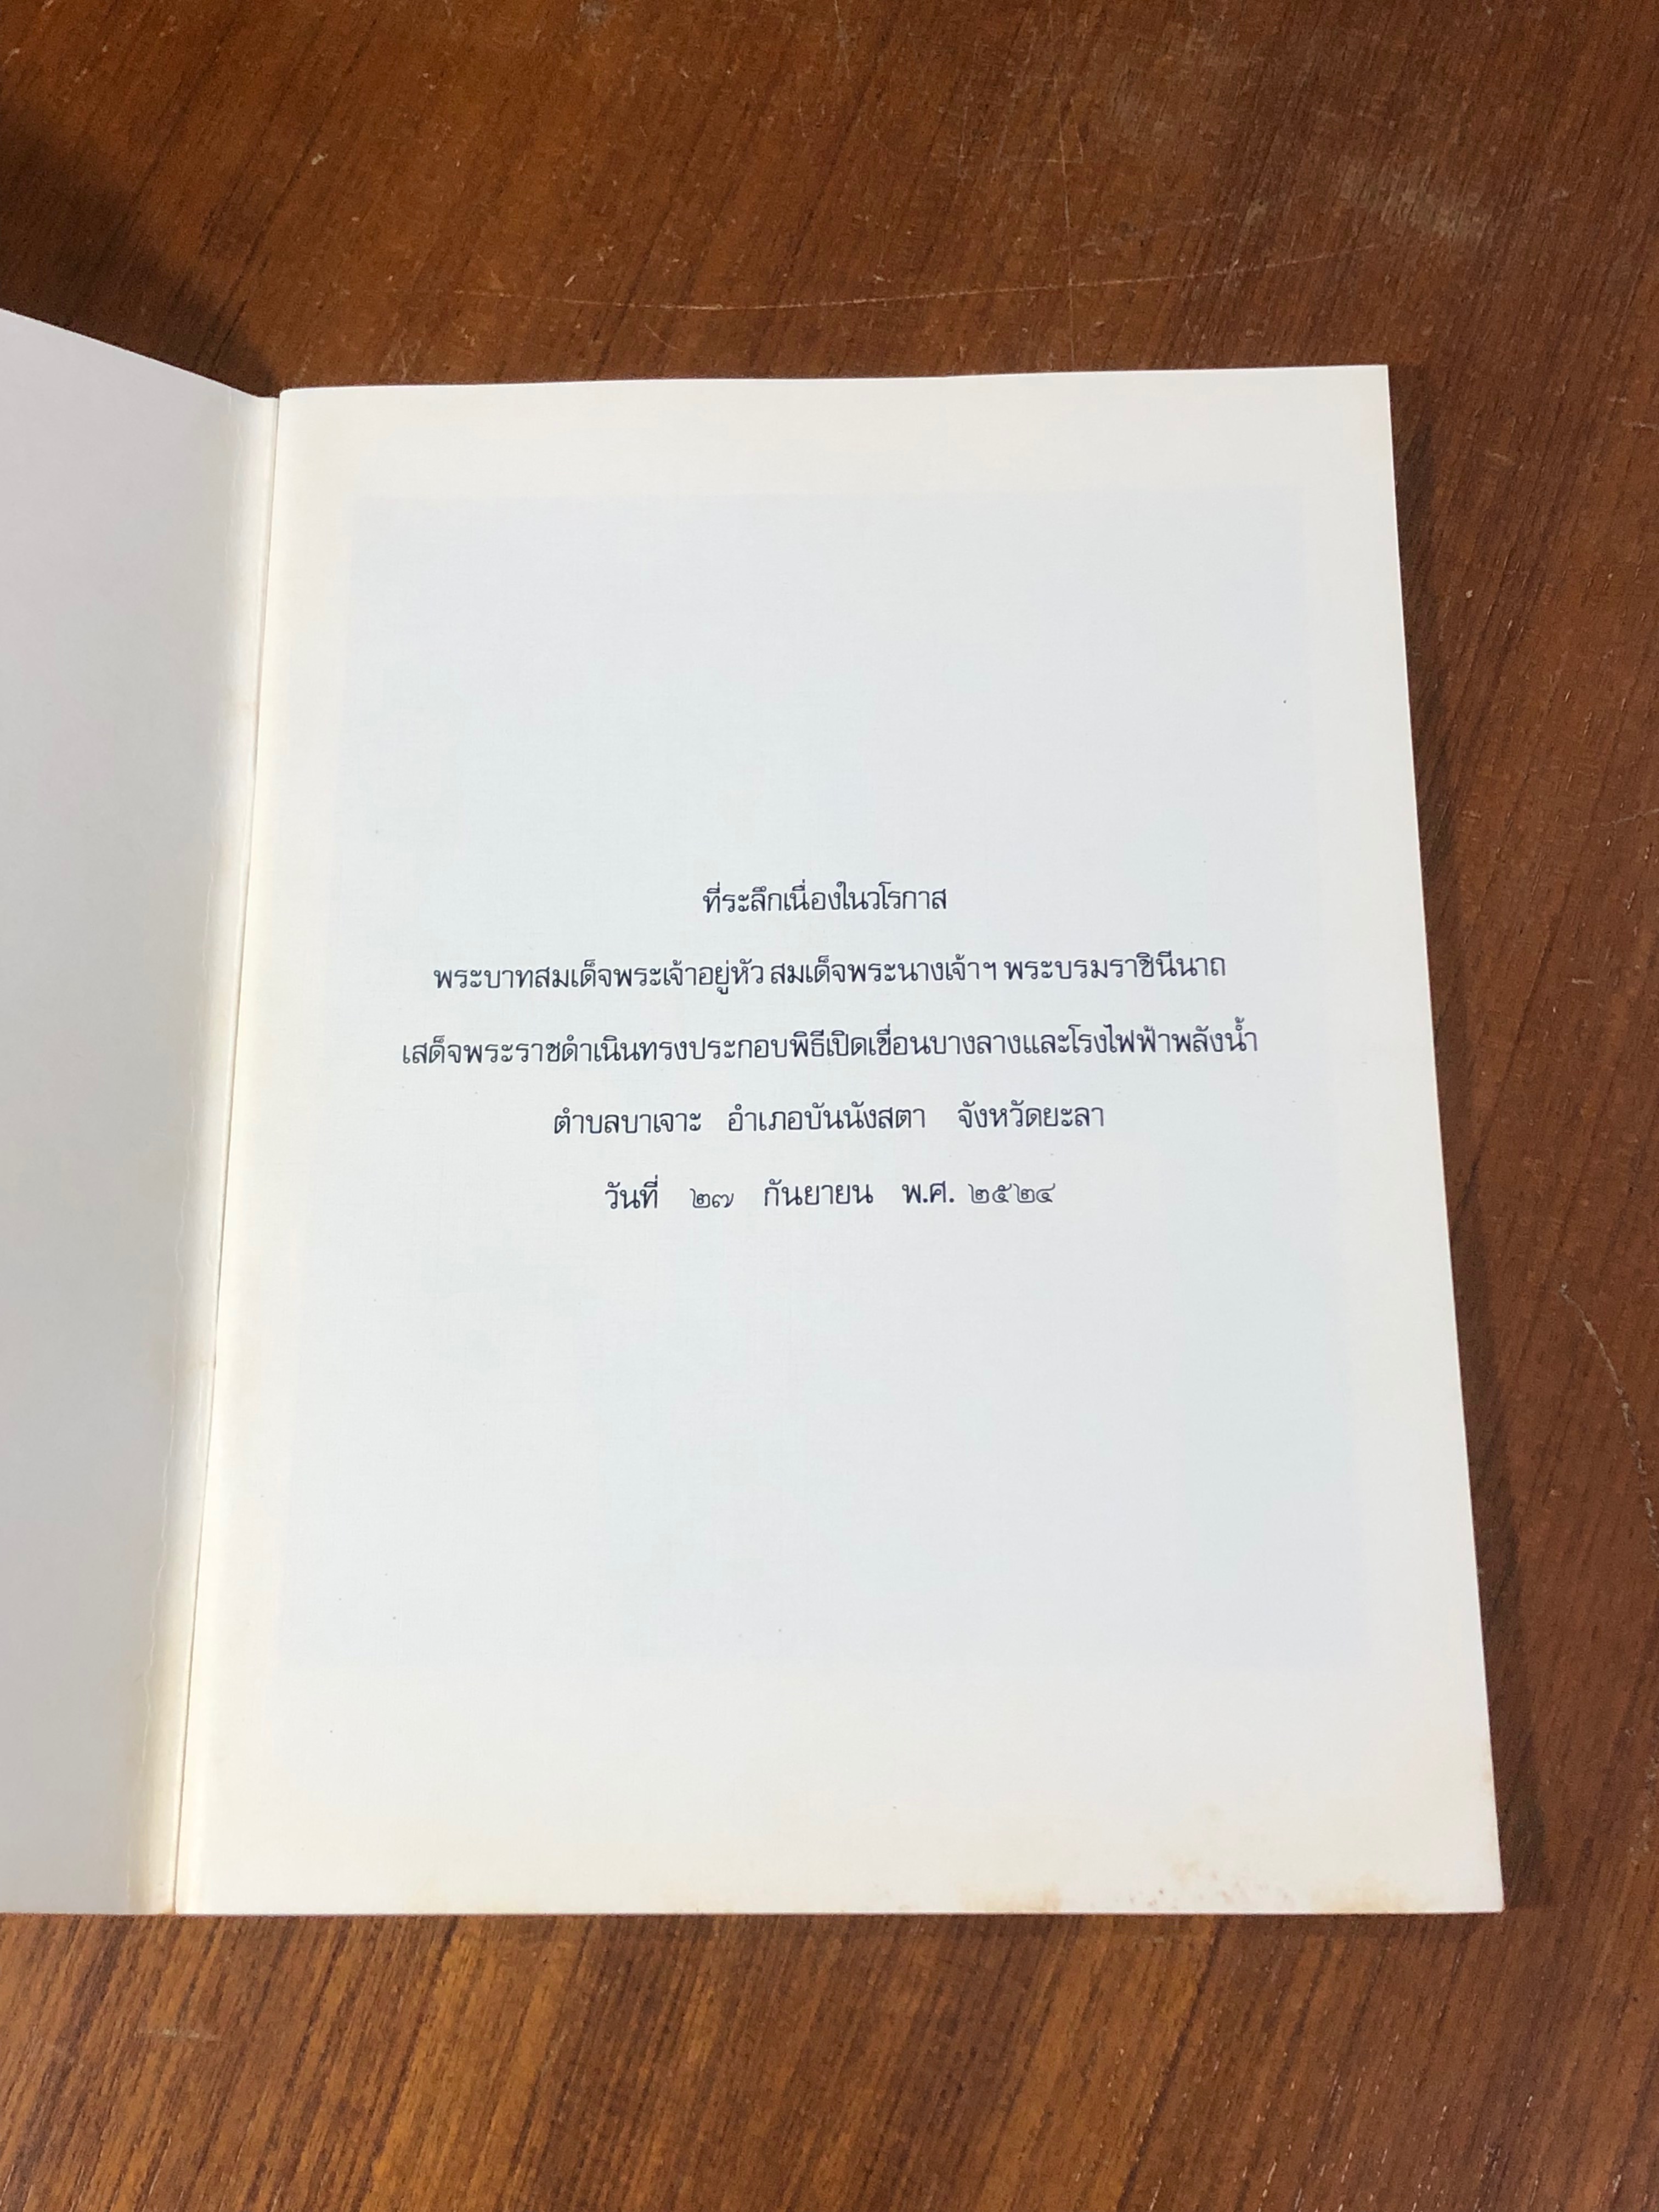 ที่ระลึกเนื่องในวโรกาส
พระบาทสมเด็จพระเจ้าอยู่หัว สมเด็จพระนางเจ้าฯ พระบรมราชินีนาถ
เสด็จพระราชดำเนินทรงประกอบพิธีเปิดเขื่อนบางลางและโรงไฟฟ้าพลังน้ำ
ตำบลบาเจาะ อำเภอบันนังสตา จังหวัดยะลา
วันที่ ๒๗ กันยายน พ.ศ. ๒๕๒๔